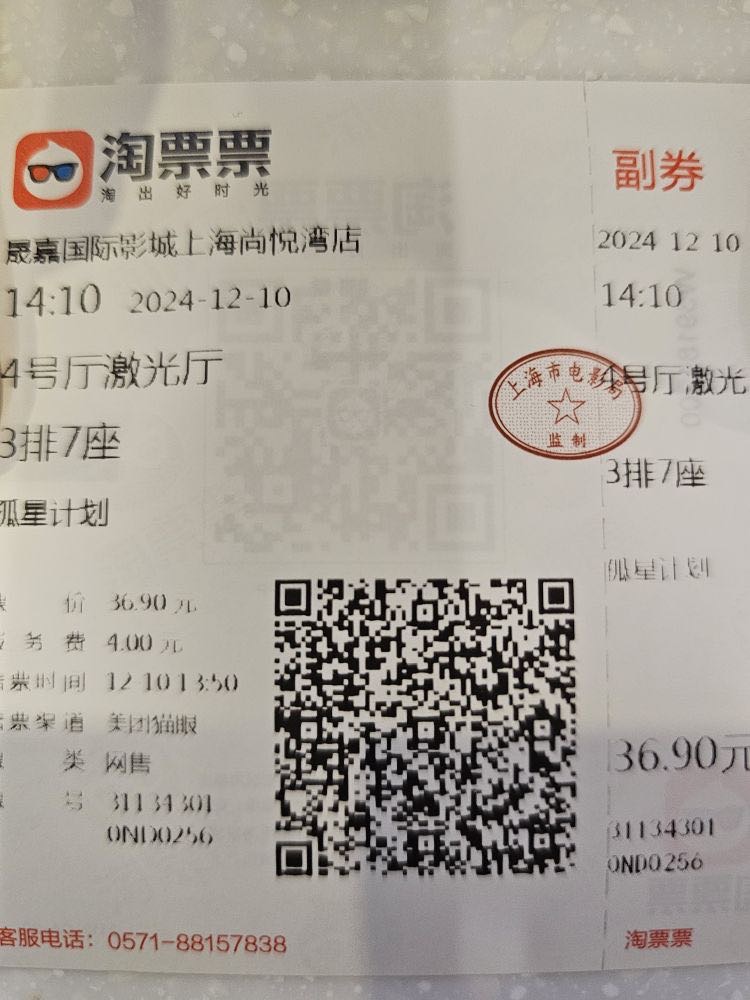 淘票票
淘出好时光
晟嘉国际影城上海尚悦湾店
14:10 2024-12-10
4号厅激光厅
3排7座
孤星计划
价 36.90元
务费 4.00元
售票时间 12 10 13:50
售票渠道 美团猫眼
类 网售
号 31134301
0ND0256
客服电话：0571-88157838
上海市电影局
监制
副券
2024 12 10
14:10
4号厅激光
3排7座
孤星计划
36.90元
31134301
0ND0256
淘票票